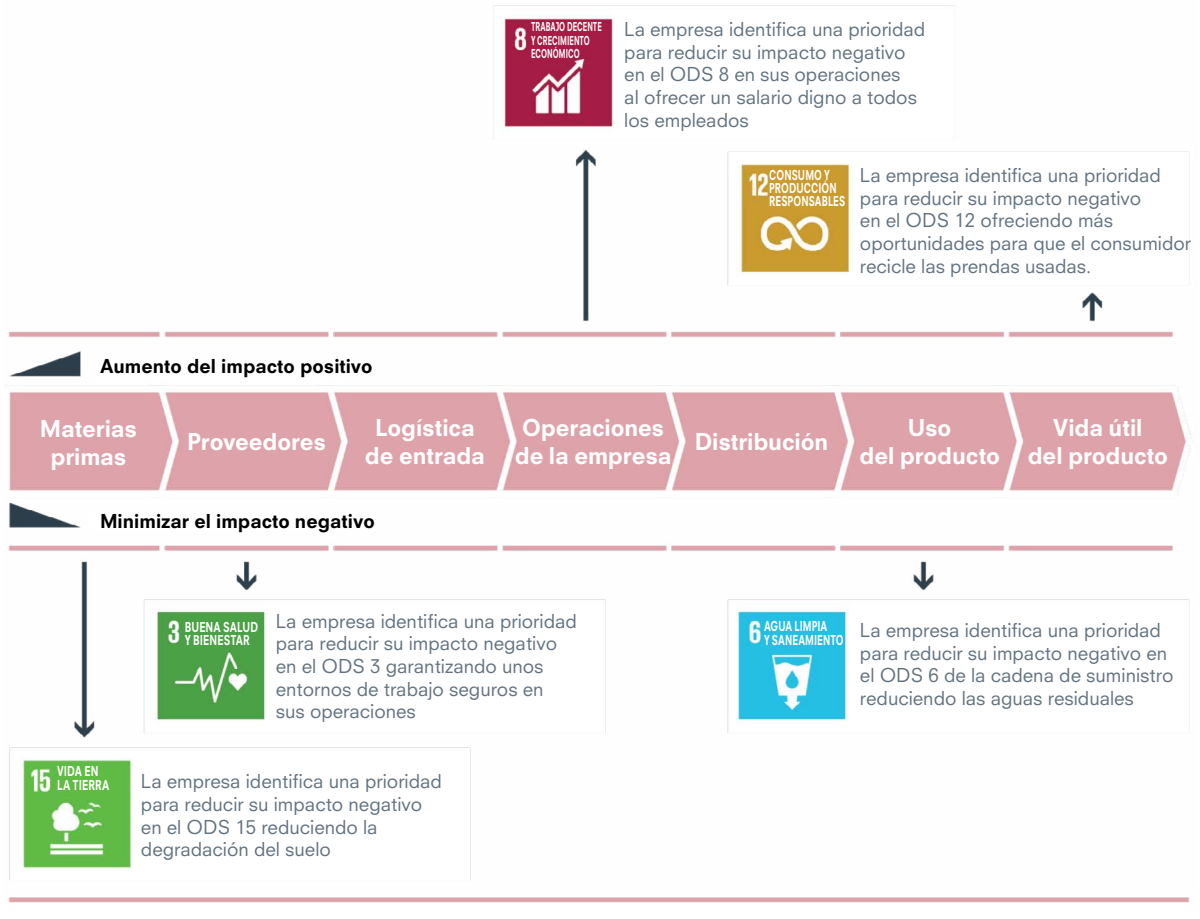 8 TRABAJO DECENTE
Y CRECIMIENTO
ECONÓMICO
La empresa identifica una prioridad
para reducir su impacto negativo
en el ODS 8 en sus operaciones
al ofrecer un salario digno a todos
los empleados
12 CONSUMO Y
PRODUCCIÓN
RESPONSABLES
La empresa identifica una prioridad
para reducir su impacto negativo
en el ODS 12 ofreciendo más
oportunidades para que el consumidor
recicle las prendas usadas.
Aumento del impacto positivo
Materias
primas
Proveedores
Logística
de entrada
Operaciones
de la empresa
Distribución
Uso
del producto
Vida útil
del producto
Minimizar el impacto negativo
3 BUENA SALUD
Y BIENESTAR
La empresa identifica una prioridad
para reducir su impacto negativo
en el ODS 3 garantizando unos
entornos de trabajo seguros en
sus operaciones
6 AGUA LIMPIA
Y SANEAMIENTO
La empresa identifica una prioridad
para reducir su impacto negativo en
el ODS 6 de la cadena de suministro
reduciendo las aguas residuales
15 VIDA EN
LA TIERRA
La empresa identifica una prioridad
para reducir su impacto negativo
en el ODS 15 reduciendo la
degradación del suelo